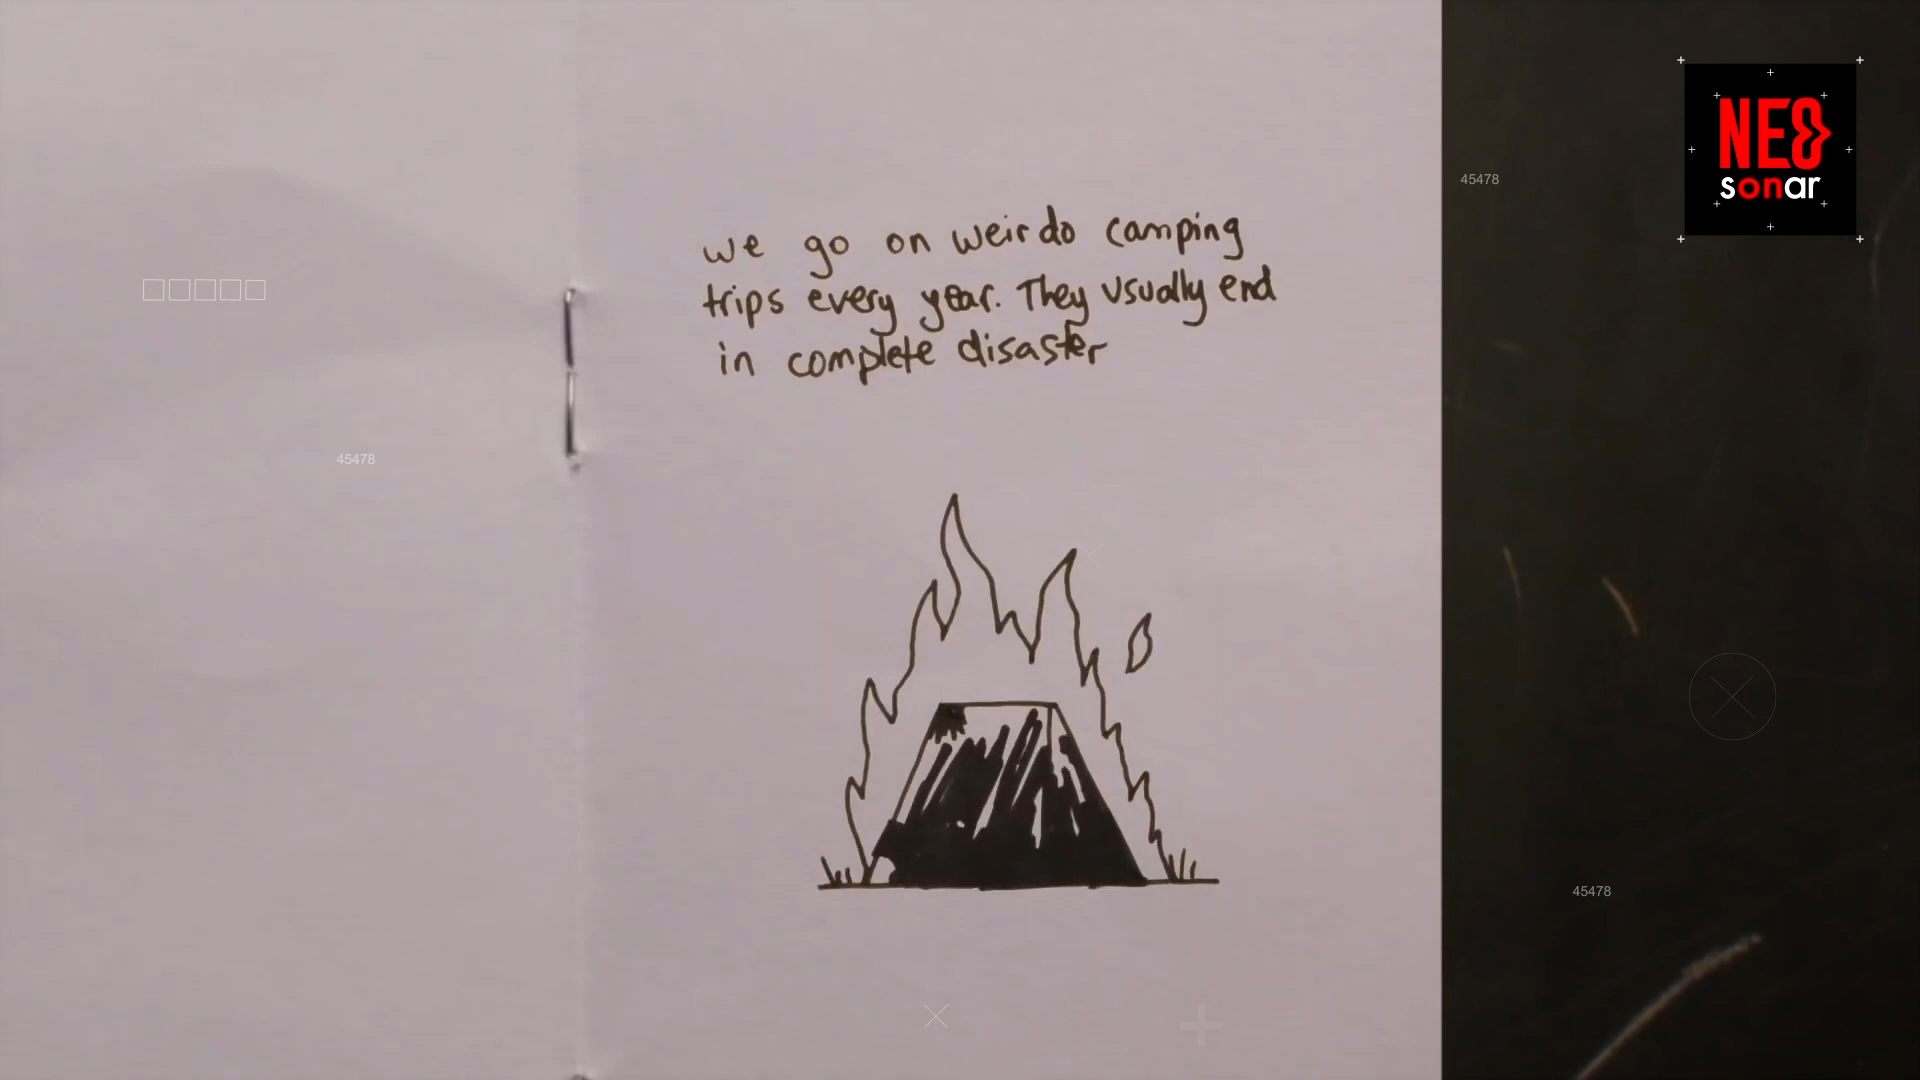 we go on weirdo camping
trips every year. They usually end
in complete disaster
NEO
sonar
45478
45478
45478